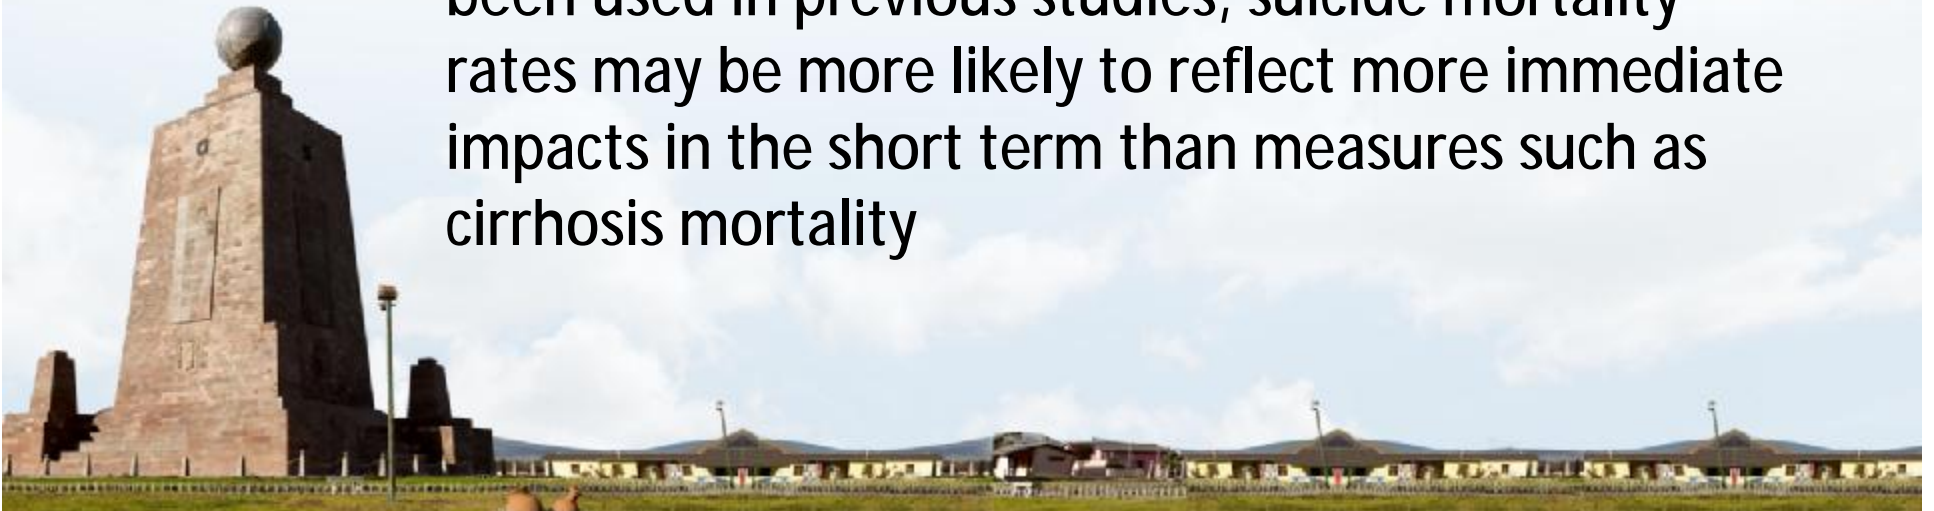 been used in previous studies, suicide mortality
rates may be more likely to reflect more immediate
impacts in the short term than measures such as
cirrhosis mortality